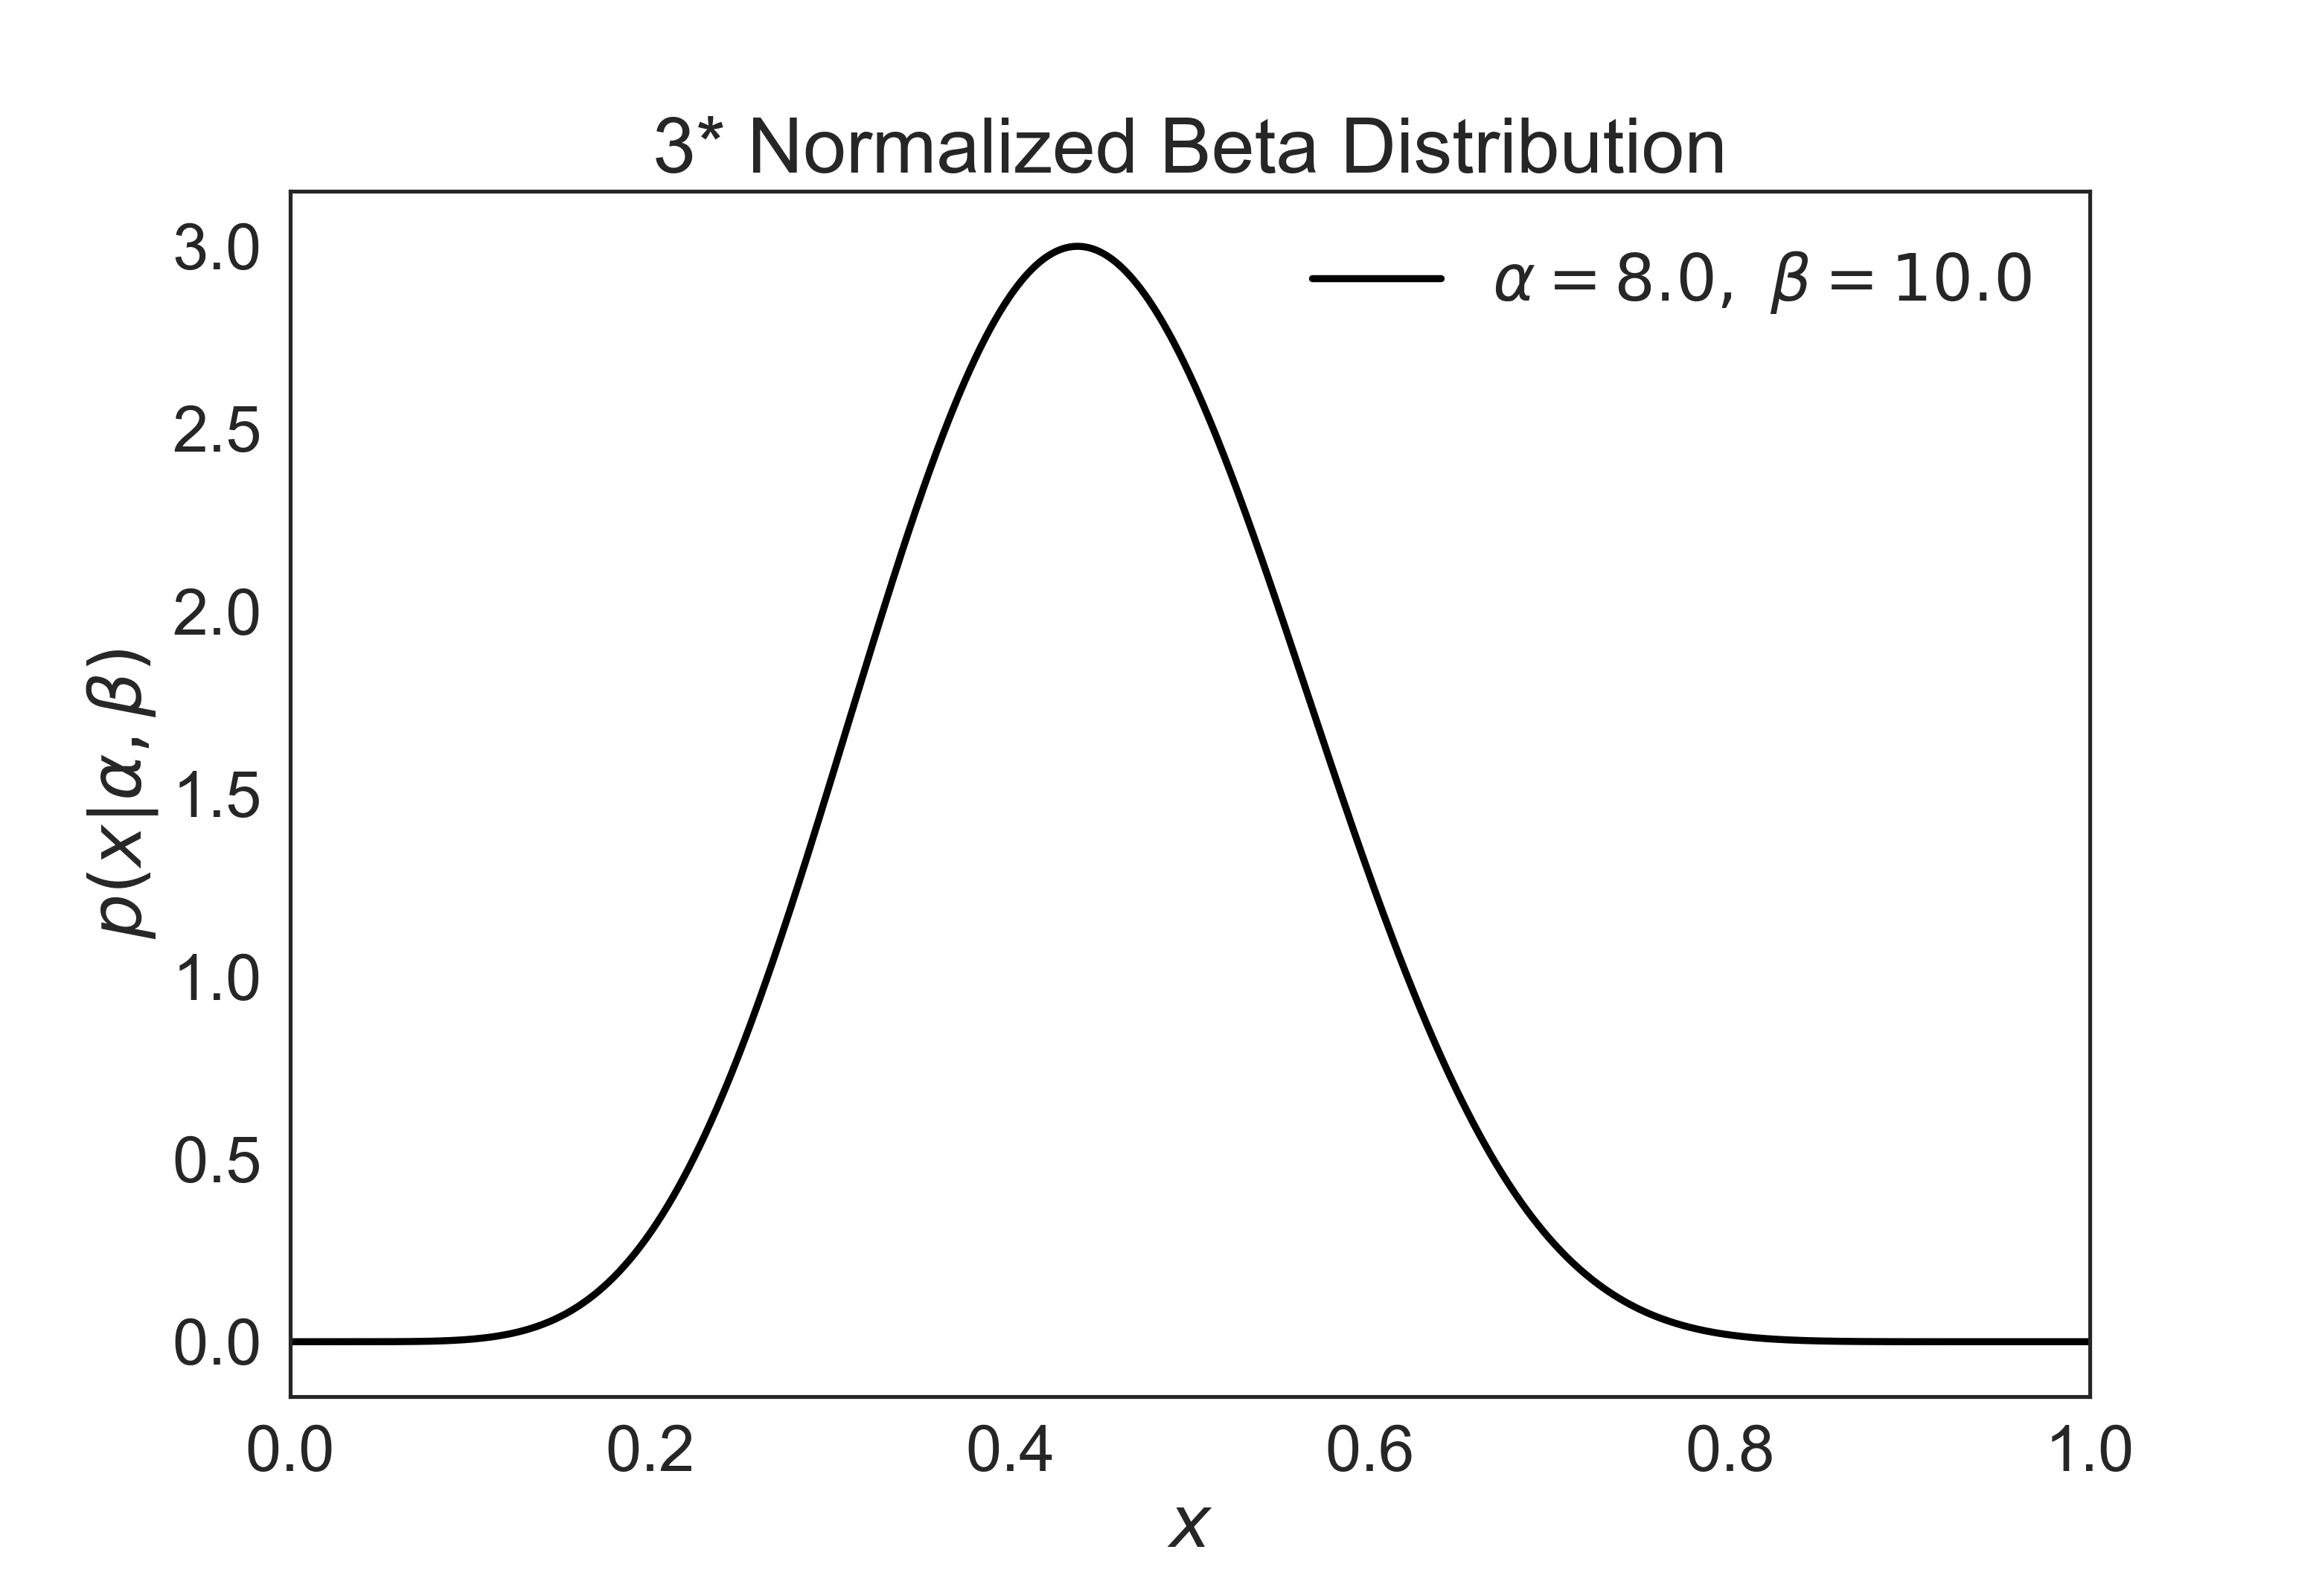 3* Normalized Beta Distribution
α = 8.0, β = 10.0
p(x|α, β)
3.0
2.5
2.0
1.5
1.0
0.5
0.0
0.0 0.2 0.4 0.6 0.8 1.0
x